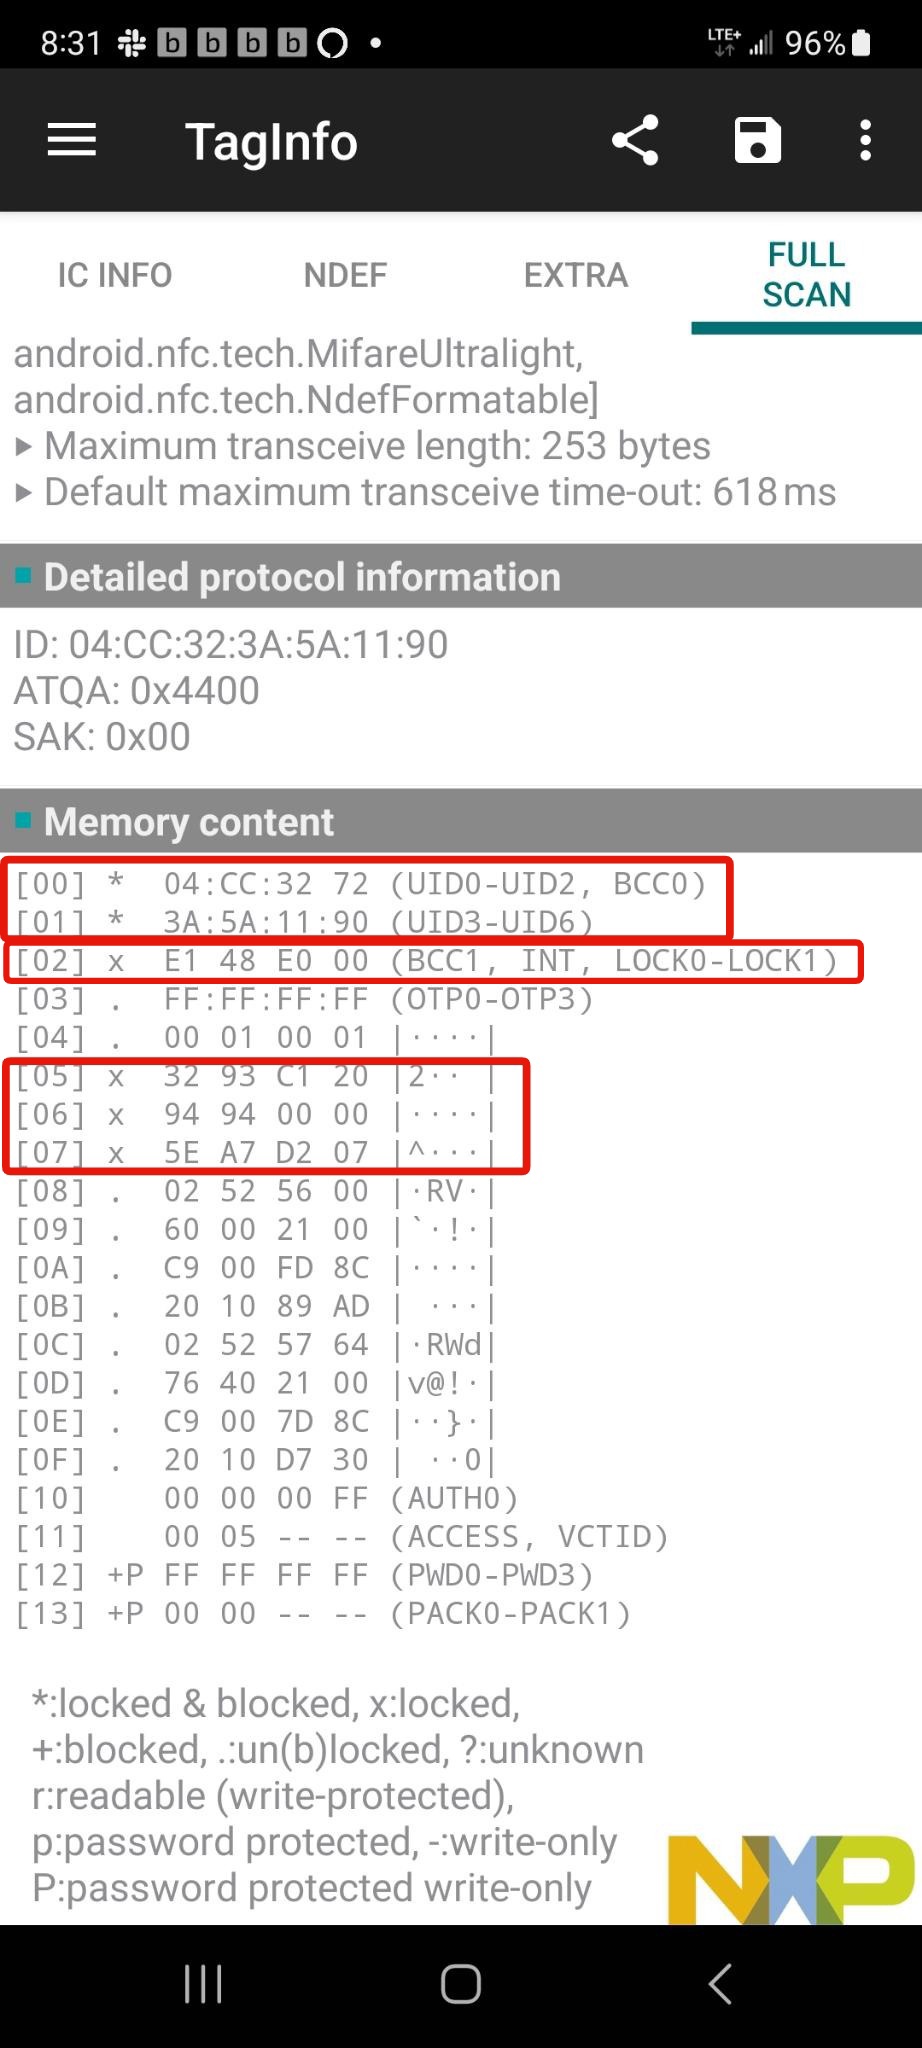 8:31 b b b b LTE+ 96%
TagInfo
IC INFO NDEF EXTRA FULL SCAN
android.nfc.tech.MifareUltralight,
android.nfc.tech.NdefFormatable]
▸ Maximum transceive length: 253 bytes
▸ Default maximum transceive time-out: 618 ms
Detailed protocol information
ID: 04:CC:32:3A:5A:11:90
ATQA: 0x4400
SAK: 0x00
Memory content
[00] * 04:CC:32 72 (UID0-UID2, BCC0)
[01] * 3A:5A:11:90 (UID3-UID6)
[02] x E1 48 E0 00 (BCC1, INT, LOCK0-LOCK1)
[03] . FF:FF:FF:FF (OTP0-OTP3)
[04] . 00 01 00 01 |····|
[05] x 32 93 C1 20 |2·· |
[06] x 94 94 00 00 |····|
[07] x 5E A7 D2 07 |^···|
[08] . 02 52 56 00 |·RV·|
[09] . 60 00 21 00 |`·!·|
[0A] . C9 00 FD 8C |····|
[0B] . 20 10 89 AD | ···|
[0C] . 02 52 57 64 |·RWd|
[0D] . 76 40 21 00 |v@!·|
[0E] . C9 00 7D 8C |··}·|
[0F] . 20 10 D7 30 | ··0|
[10] 00 00 00 FF (AUTH0)
[11] 00 05 -- -- (ACCESS, VCTID)
[12] +P FF FF FF FF (PWD0-PWD3)
[13] +P 00 00 -- -- (PACK0-PACK1)
*:locked & blocked, x:locked,
+:blocked, .:un(b)locked, ?:unknown
r:readable (write-protected),
p:password protected, -:write-only
P:password protected write-only
NXP